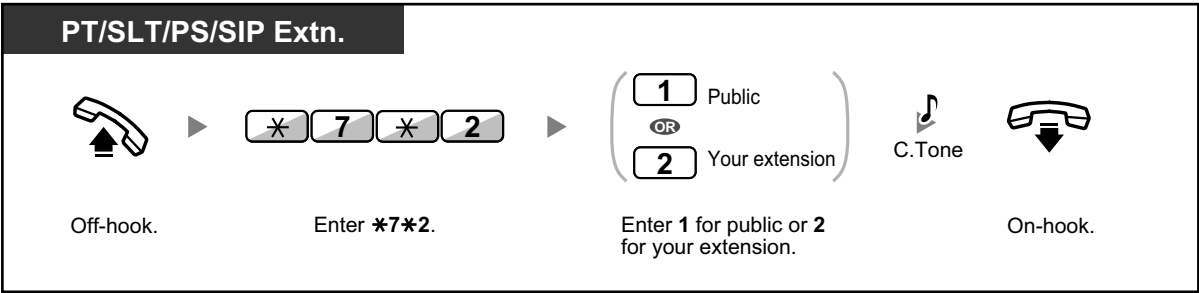 PT/SLT/PS/SIP Extn.
1 Public
OR
2 Your extension
✳ 7 ✳ 2
C.Tone
Off-hook.
Enter ✳7✳2.
Enter 1 for public or 2
for your extension.
On-hook.